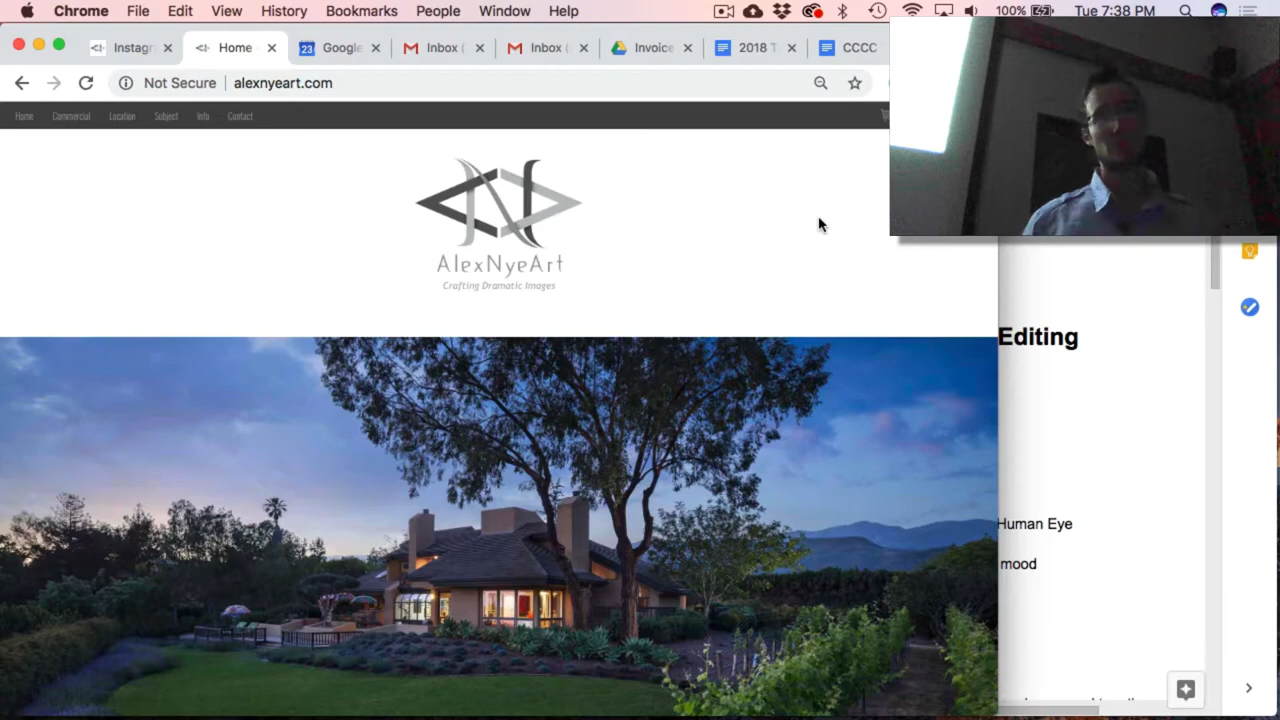 Chrome File Edit View History Bookmarks People Window Help 100% Tue 7:38 PM
Instagr Home 23 Google Inbox ( Inbox ( Invoice 2018 T CCCC
Not Secure alexnyeart.com
Home Commercial Location Subject Info Contact
AlexNyeArt
Crafting Dramatic Images
Editing
Human Eye
mood